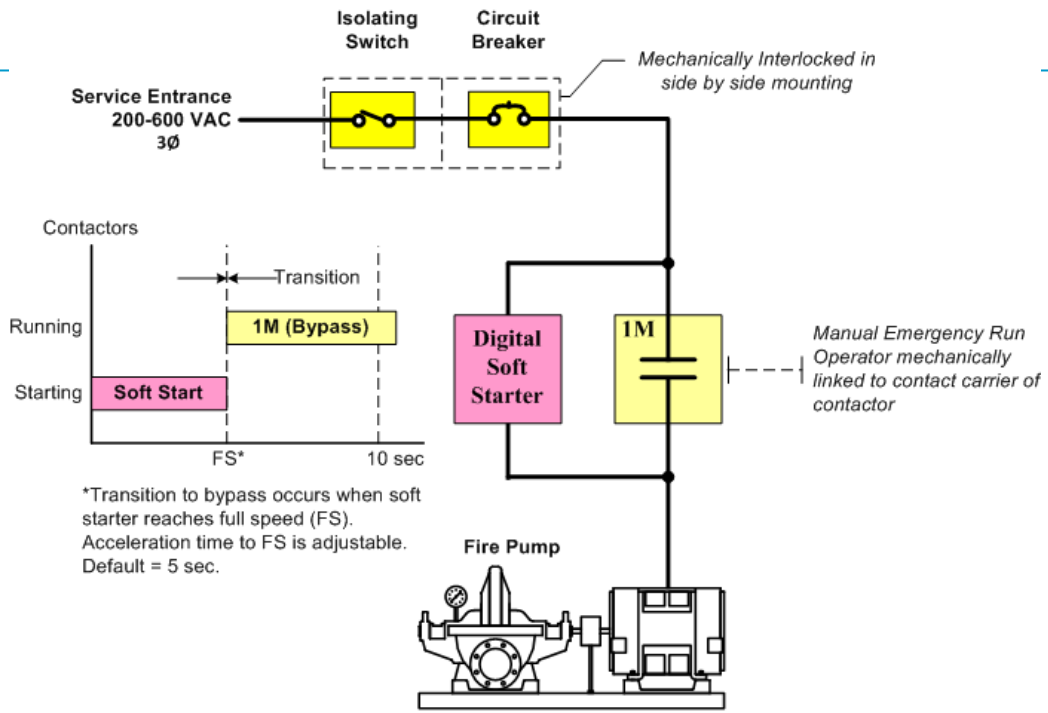 Isolating
Switch
Circuit
Breaker
Mechanically Interlocked in
side by side mounting
Service Entrance
200-600 VAC
3Ø
Contactors
Transition
Running
1M (Bypass)
Starting
Soft Start
FS*
10 sec
*Transition to bypass occurs when soft
starter reaches full speed (FS).
Acceleration time to FS is adjustable.
Default = 5 sec.
Digital
Soft
Starter
1M
Manual Emergency Run
Operator mechanically
linked to contact carrier of
contactor
Fire Pump